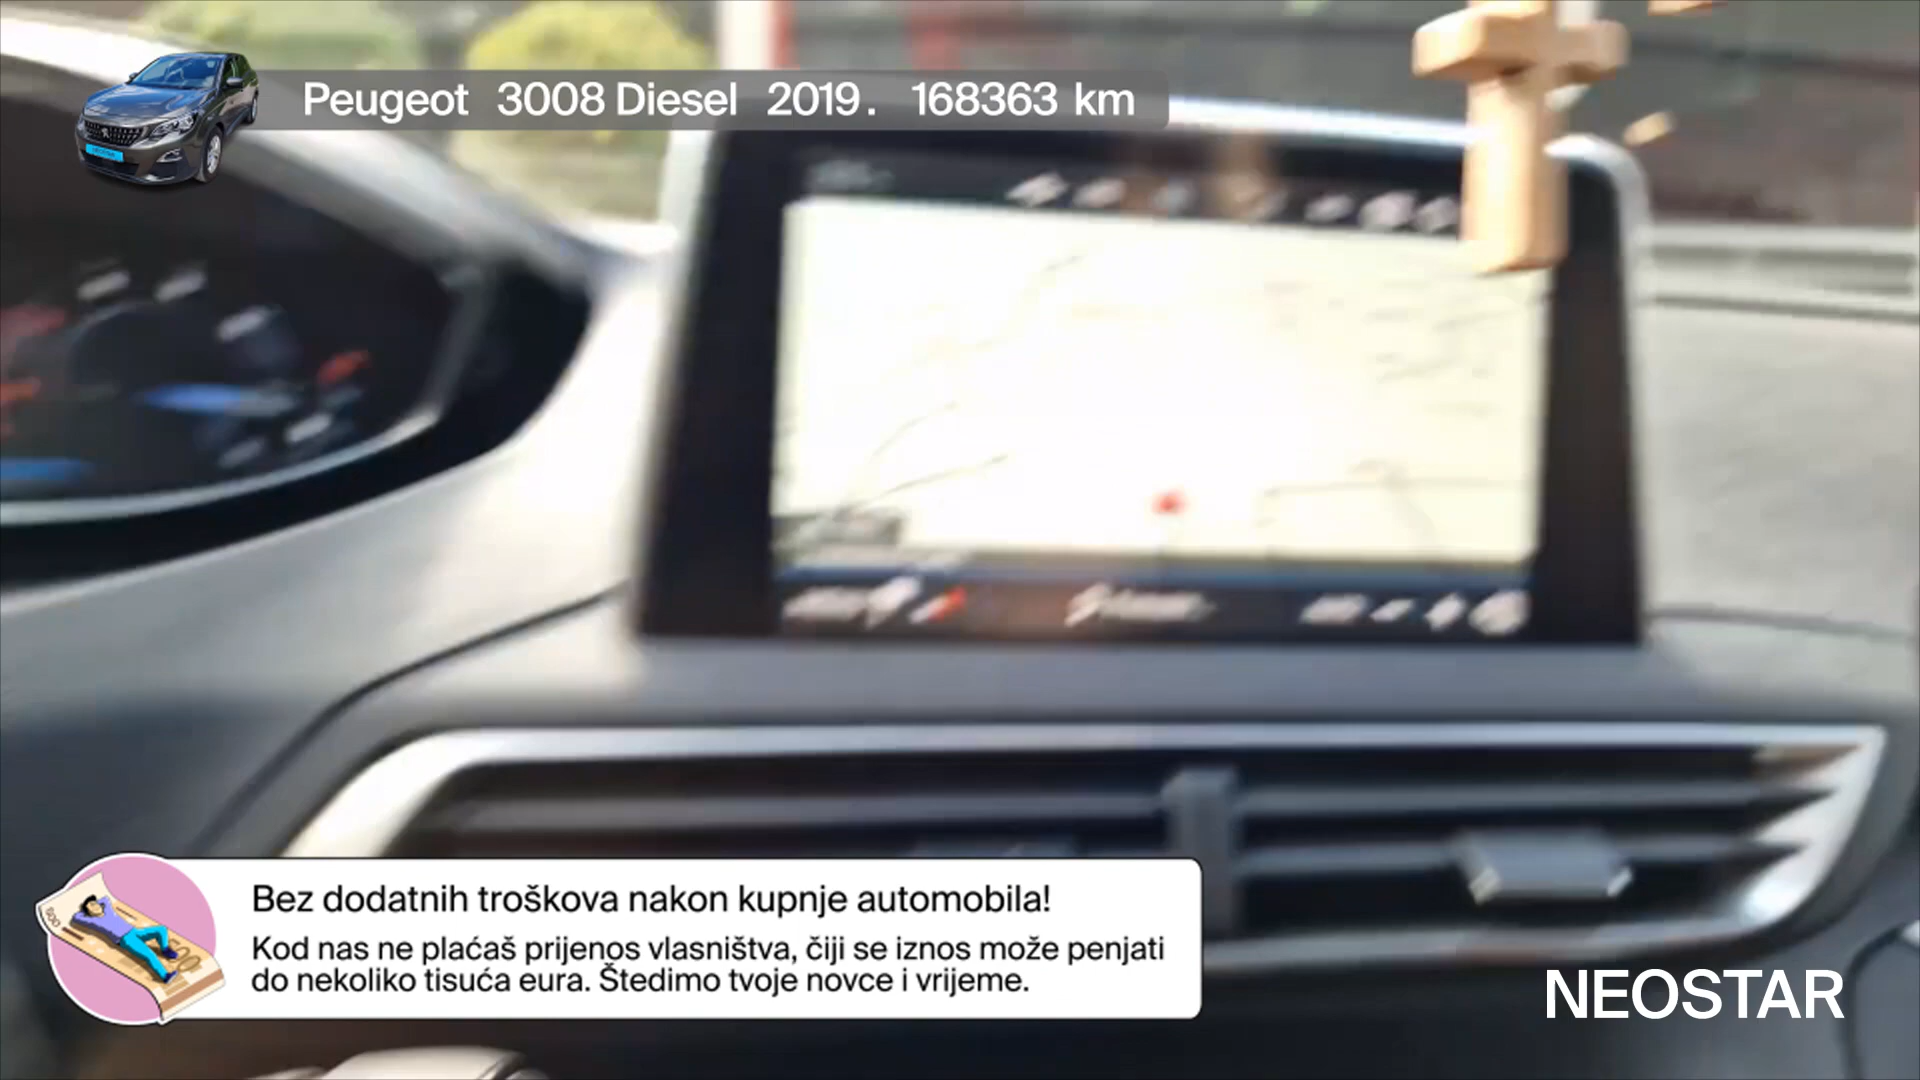 Peugeot 3008 Diesel 2019. 168363 km
Bez dodatnih troškova nakon kupnje automobila!
Kod nas ne plaćaš prijenos vlasništva, čiji se iznos može penjati
do nekoliko tisuća eura. Štedimo tvoje novce i vrijeme.
NEOSTAR